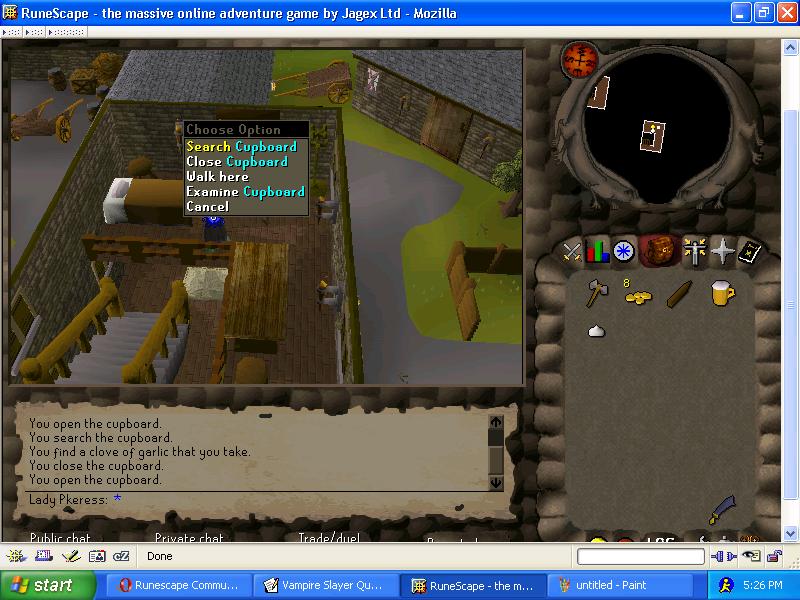 RuneScape - the massive online adventure game by Jagex Ltd - Mozilla
Choose Option
Search Cupboard
Close Cupboard
Walk here
Examine Cupboard
Cancel
8
You open the cupboard.
You search the cupboard.
You find a clove of garlic that you take.
You close the cupboard.
You open the cupboard.
Lady Pkeress: *
Public chat Private chat Trade/duel
Done
start
Runescape Commu...
Vampire Slayer Qu...
RuneScape - the m...
untitled - Paint
5:26 PM